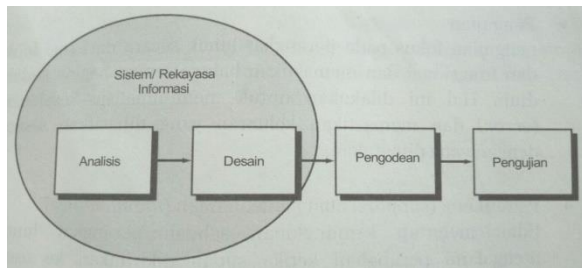 Sistem/ Rekayasa
Informasi
Analisis
Desain
Pengodean
Pengujian